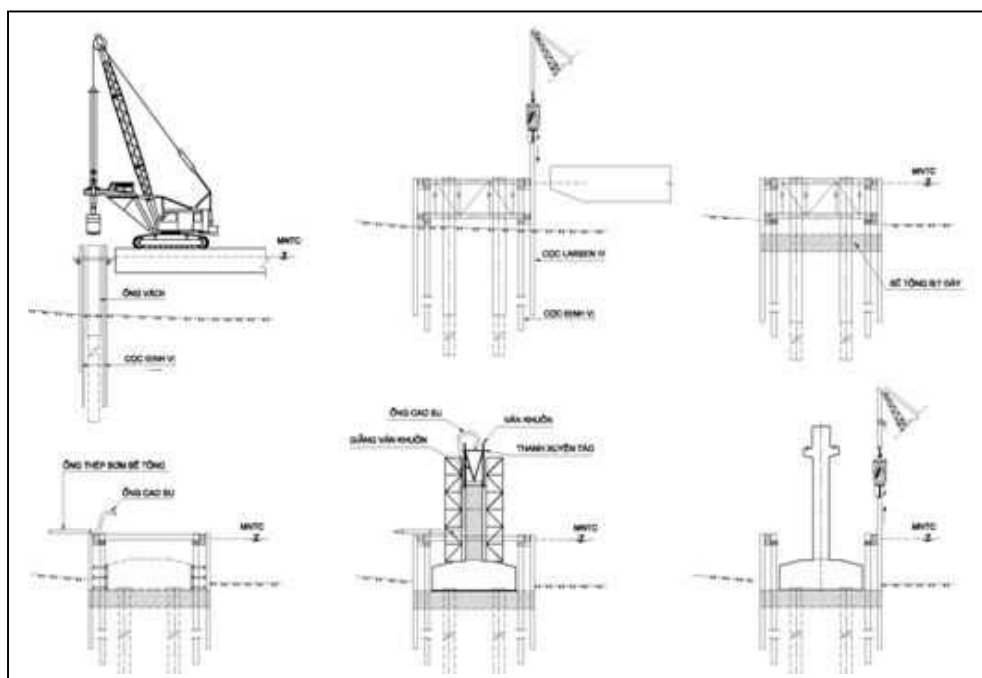 MNTC
ỐNG VÁCH
CỌC ĐỊNH VỊ
CỌC LARSEN IV
CỌC ĐỊNH VỊ
MNTC
BÊ TÔNG BỊT ĐÁY
ỐNG THÉP BƠM BÊ TÔNG
ỐNG CAO SU
MNTC
ỐNG CAO SU
VÁN KHUÔN
GIẰNG VÁN KHUÔN
THANH XUYÊN TÁO
MNTC
MNTC